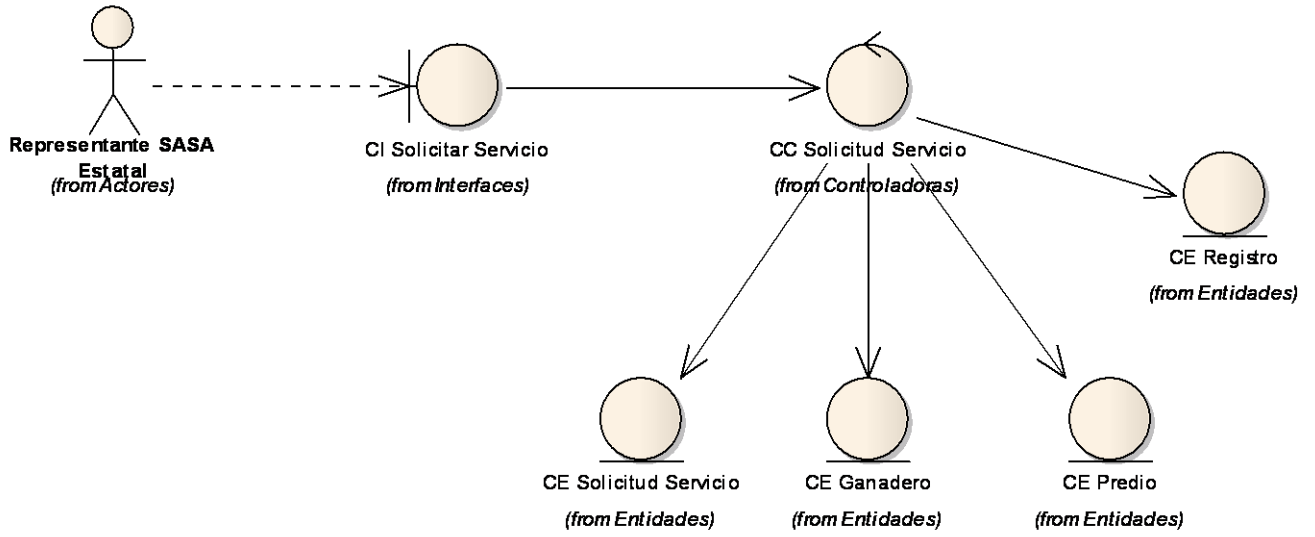 Representante SASA
Estatal
(from Actores)
CI Solicitar Servicio
(from Interfaces)
CC Solicitud Servicio
(from Controladoras)
CE Registro
(from Entidades)
CE Solicitud Servicio
(from Entidades)
CE Ganadero
(from Entidades)
CE Predio
(from Entidades)